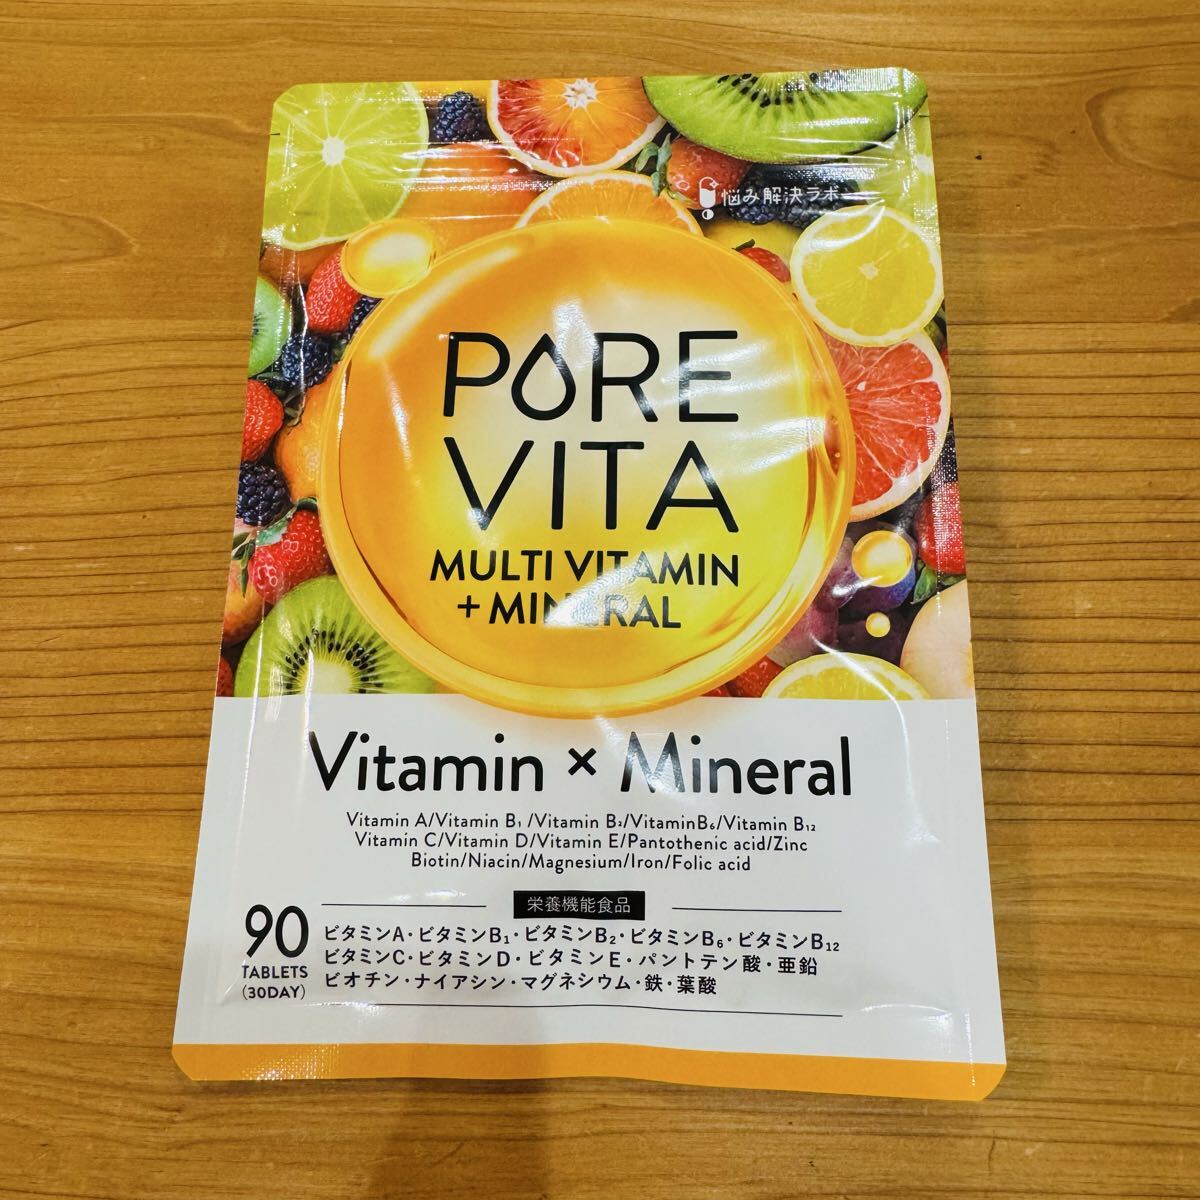 悩み解決ラボ
PORE
VITA
MULTI VITAMIN
+ MINERAL
Vitamin × Mineral
Vitamin A/Vitamin B₁ /Vitamin B₂/VitaminB₆/Vitamin B₁₂
Vitamin C/Vitamin D/Vitamin E/Pantothenic acid/Zinc
Biotin/Niacin/Magnesium/Iron/Folic acid
栄養機能食品
90
TABLETS
(30DAY)
ビタミンA・ビタミンB₁・ビタミンB₂・ビタミンB₆・ビタミンB₁₂
ビタミンC・ビタミンD・ビタミンE・パントテン酸・亜鉛
ビオチン・ナイアシン・マグネシウム・鉄・葉酸